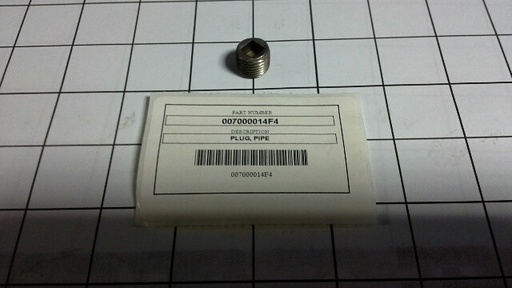 PART NUMBER
007000014F4
DESCRIPTION
PLUG, PIPE
007000014F4